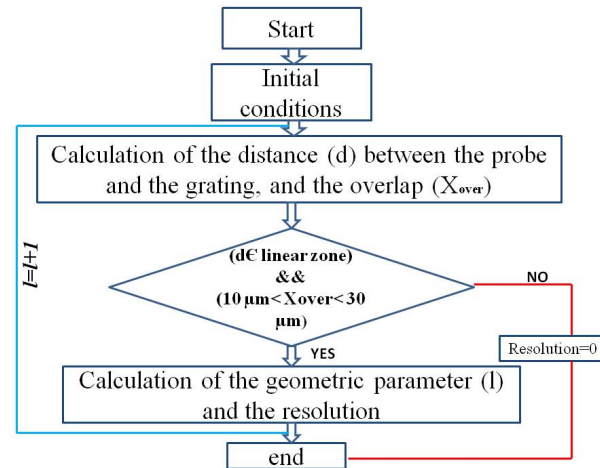 Start
Initial
conditions
Calculation of the distance (d) between the probe
and the grating, and the overlap (Xover)
l=l+1
(dЄ linear zone)
&&
(10 µm< Xover< 30
µm)
NO
Resolution=0
YES
Calculation of the geometric parameter (l)
and the resolution
end